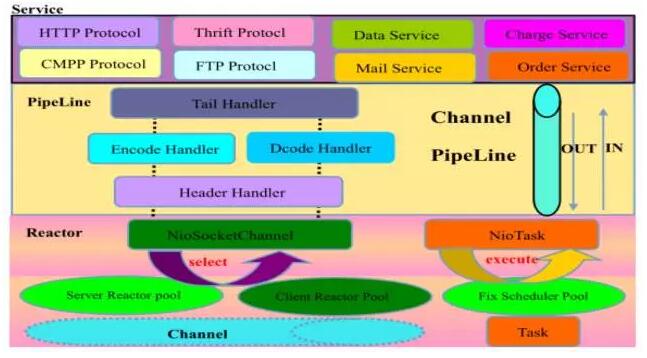 Service
HTTP Protocol
Thrift Protocl
Data Service
Charge Service
CMPP Protocol
FTP Protocl
Mail Service
Order Service
PipeLine
Tail Handler
Channel
PipeLine
Encode Handler
Dcode Handler
OUT
IN
Header Handler
Reactor
NioSocketChannel
NioTask
select
execute
Server Reactor pool
Client Reactor Pool
Fix Scheduler Pool
Channel
Task